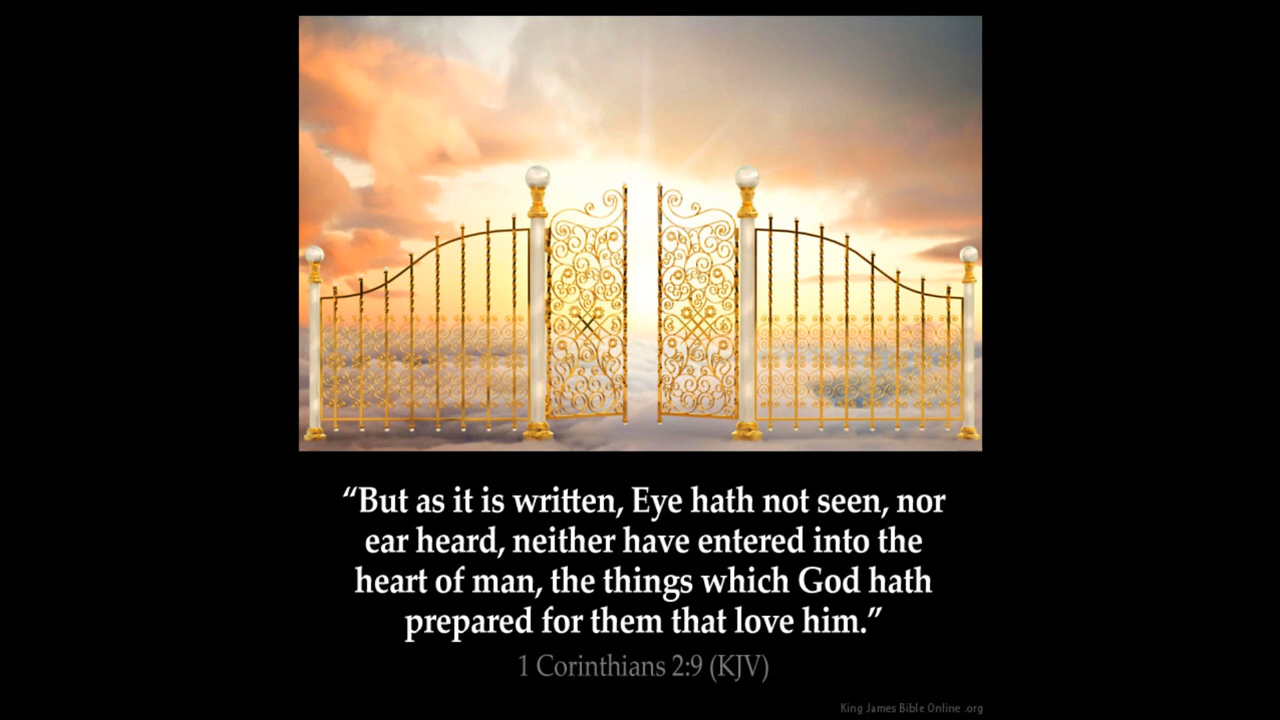 “But as it is written, Eye hath not seen, nor
ear heard, neither have entered into the
heart of man, the things which God hath
prepared for them that love him.”
1 Corinthians 2:9 (KJV)
King James Bible Online .org